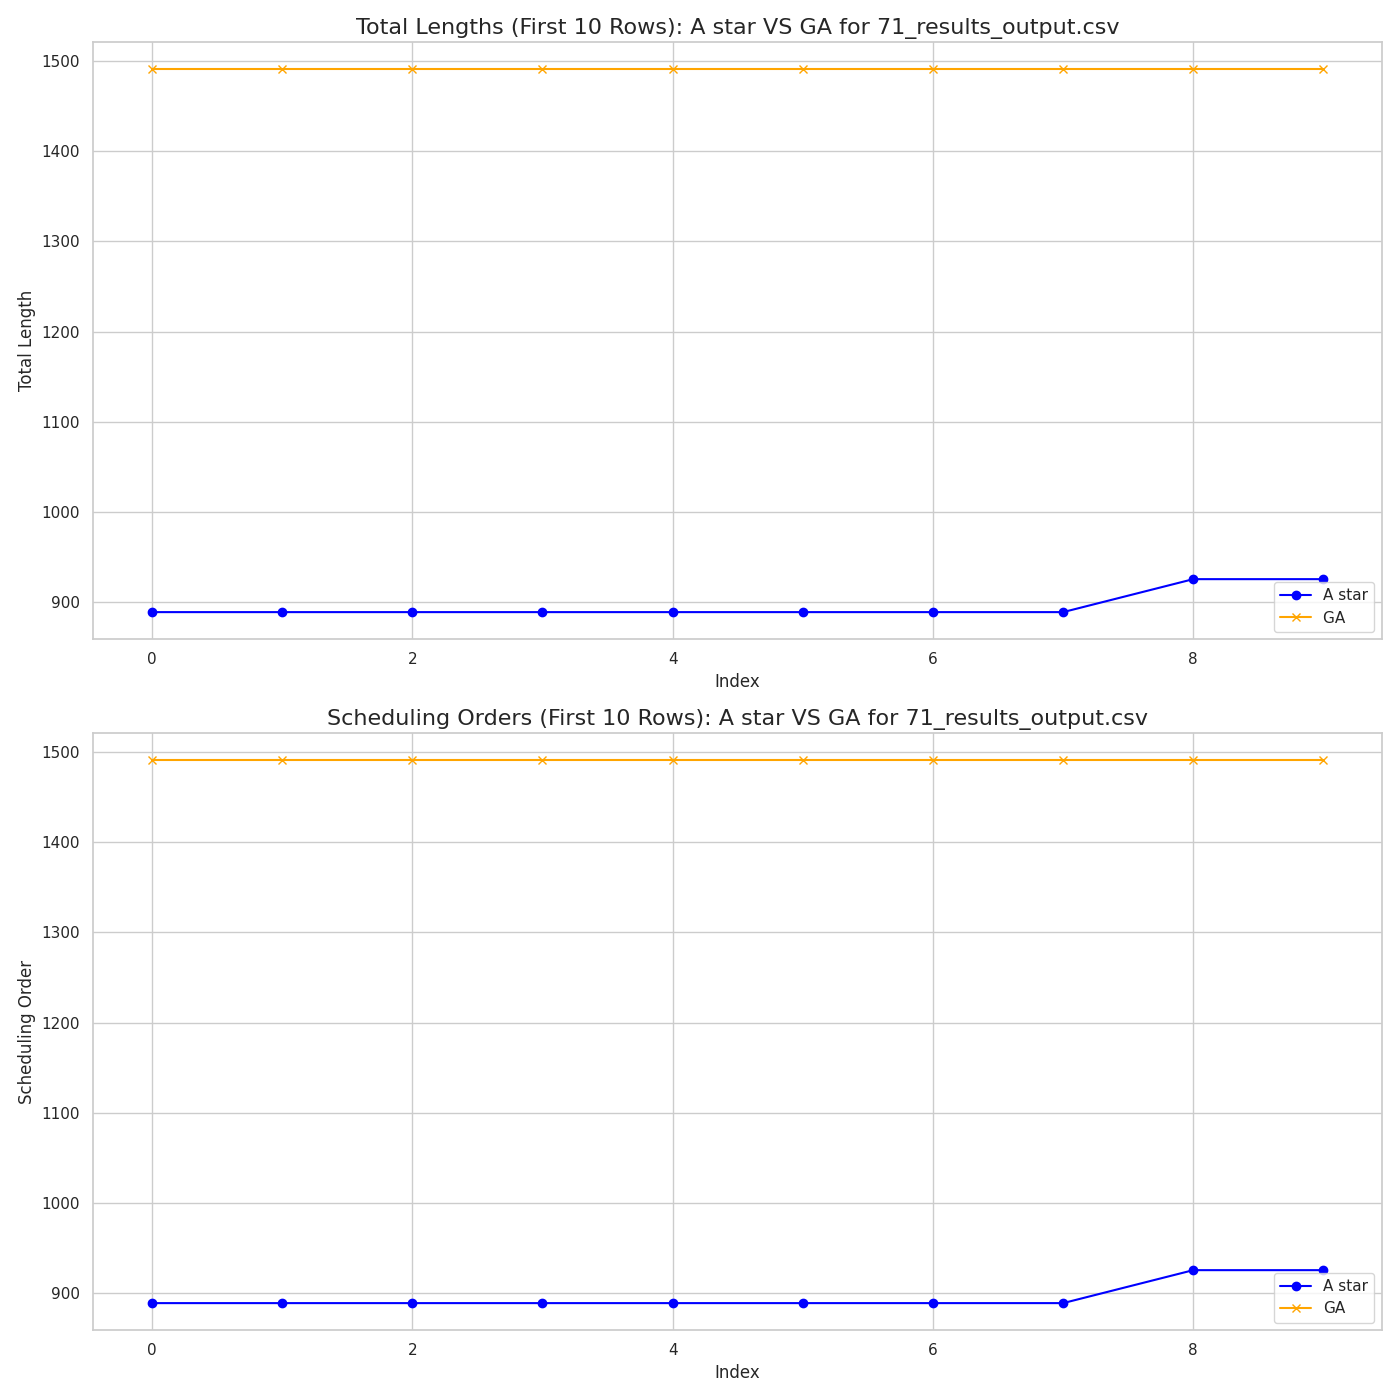 Total Lengths (First 10 Rows): A star VS GA for 71_results_output.csv
1500
1400
1300
1200
1100
1000
900
Total Length
0 2 4 6 8
Index
A star
GA
Scheduling Orders (First 10 Rows): A star VS GA for 71_results_output.csv
1500
1400
1300
1200
1100
1000
900
Scheduling Order
0 2 4 6 8
Index
A star
GA